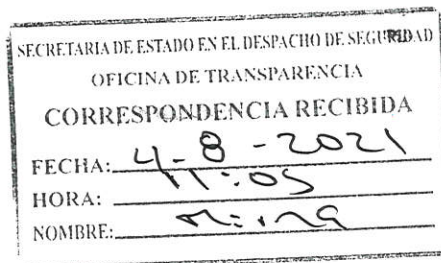 SECRETARIA DE ESTADO EN EL DESPACHO DE SEGURIDAD
OFICINA DE TRANSPARENCIA
CORRESPONDENCIA RECIBIDA
FECHA: 4-8-2021
HORA: 11:05
NOMBRE: